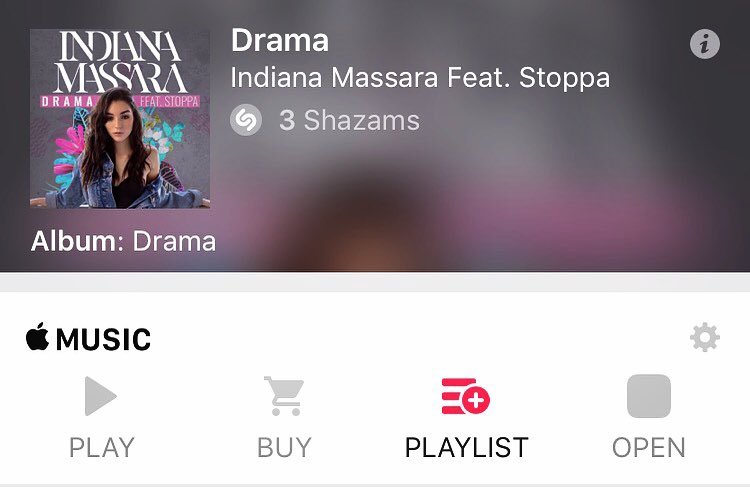 INDIANA
MASSARA
DRAMA FEAT. STOPPA
Drama
Indiana Massara Feat. Stoppa
3 Shazams
Album: Drama
MUSIC
PLAY
BUY
PLAYLIST
OPEN